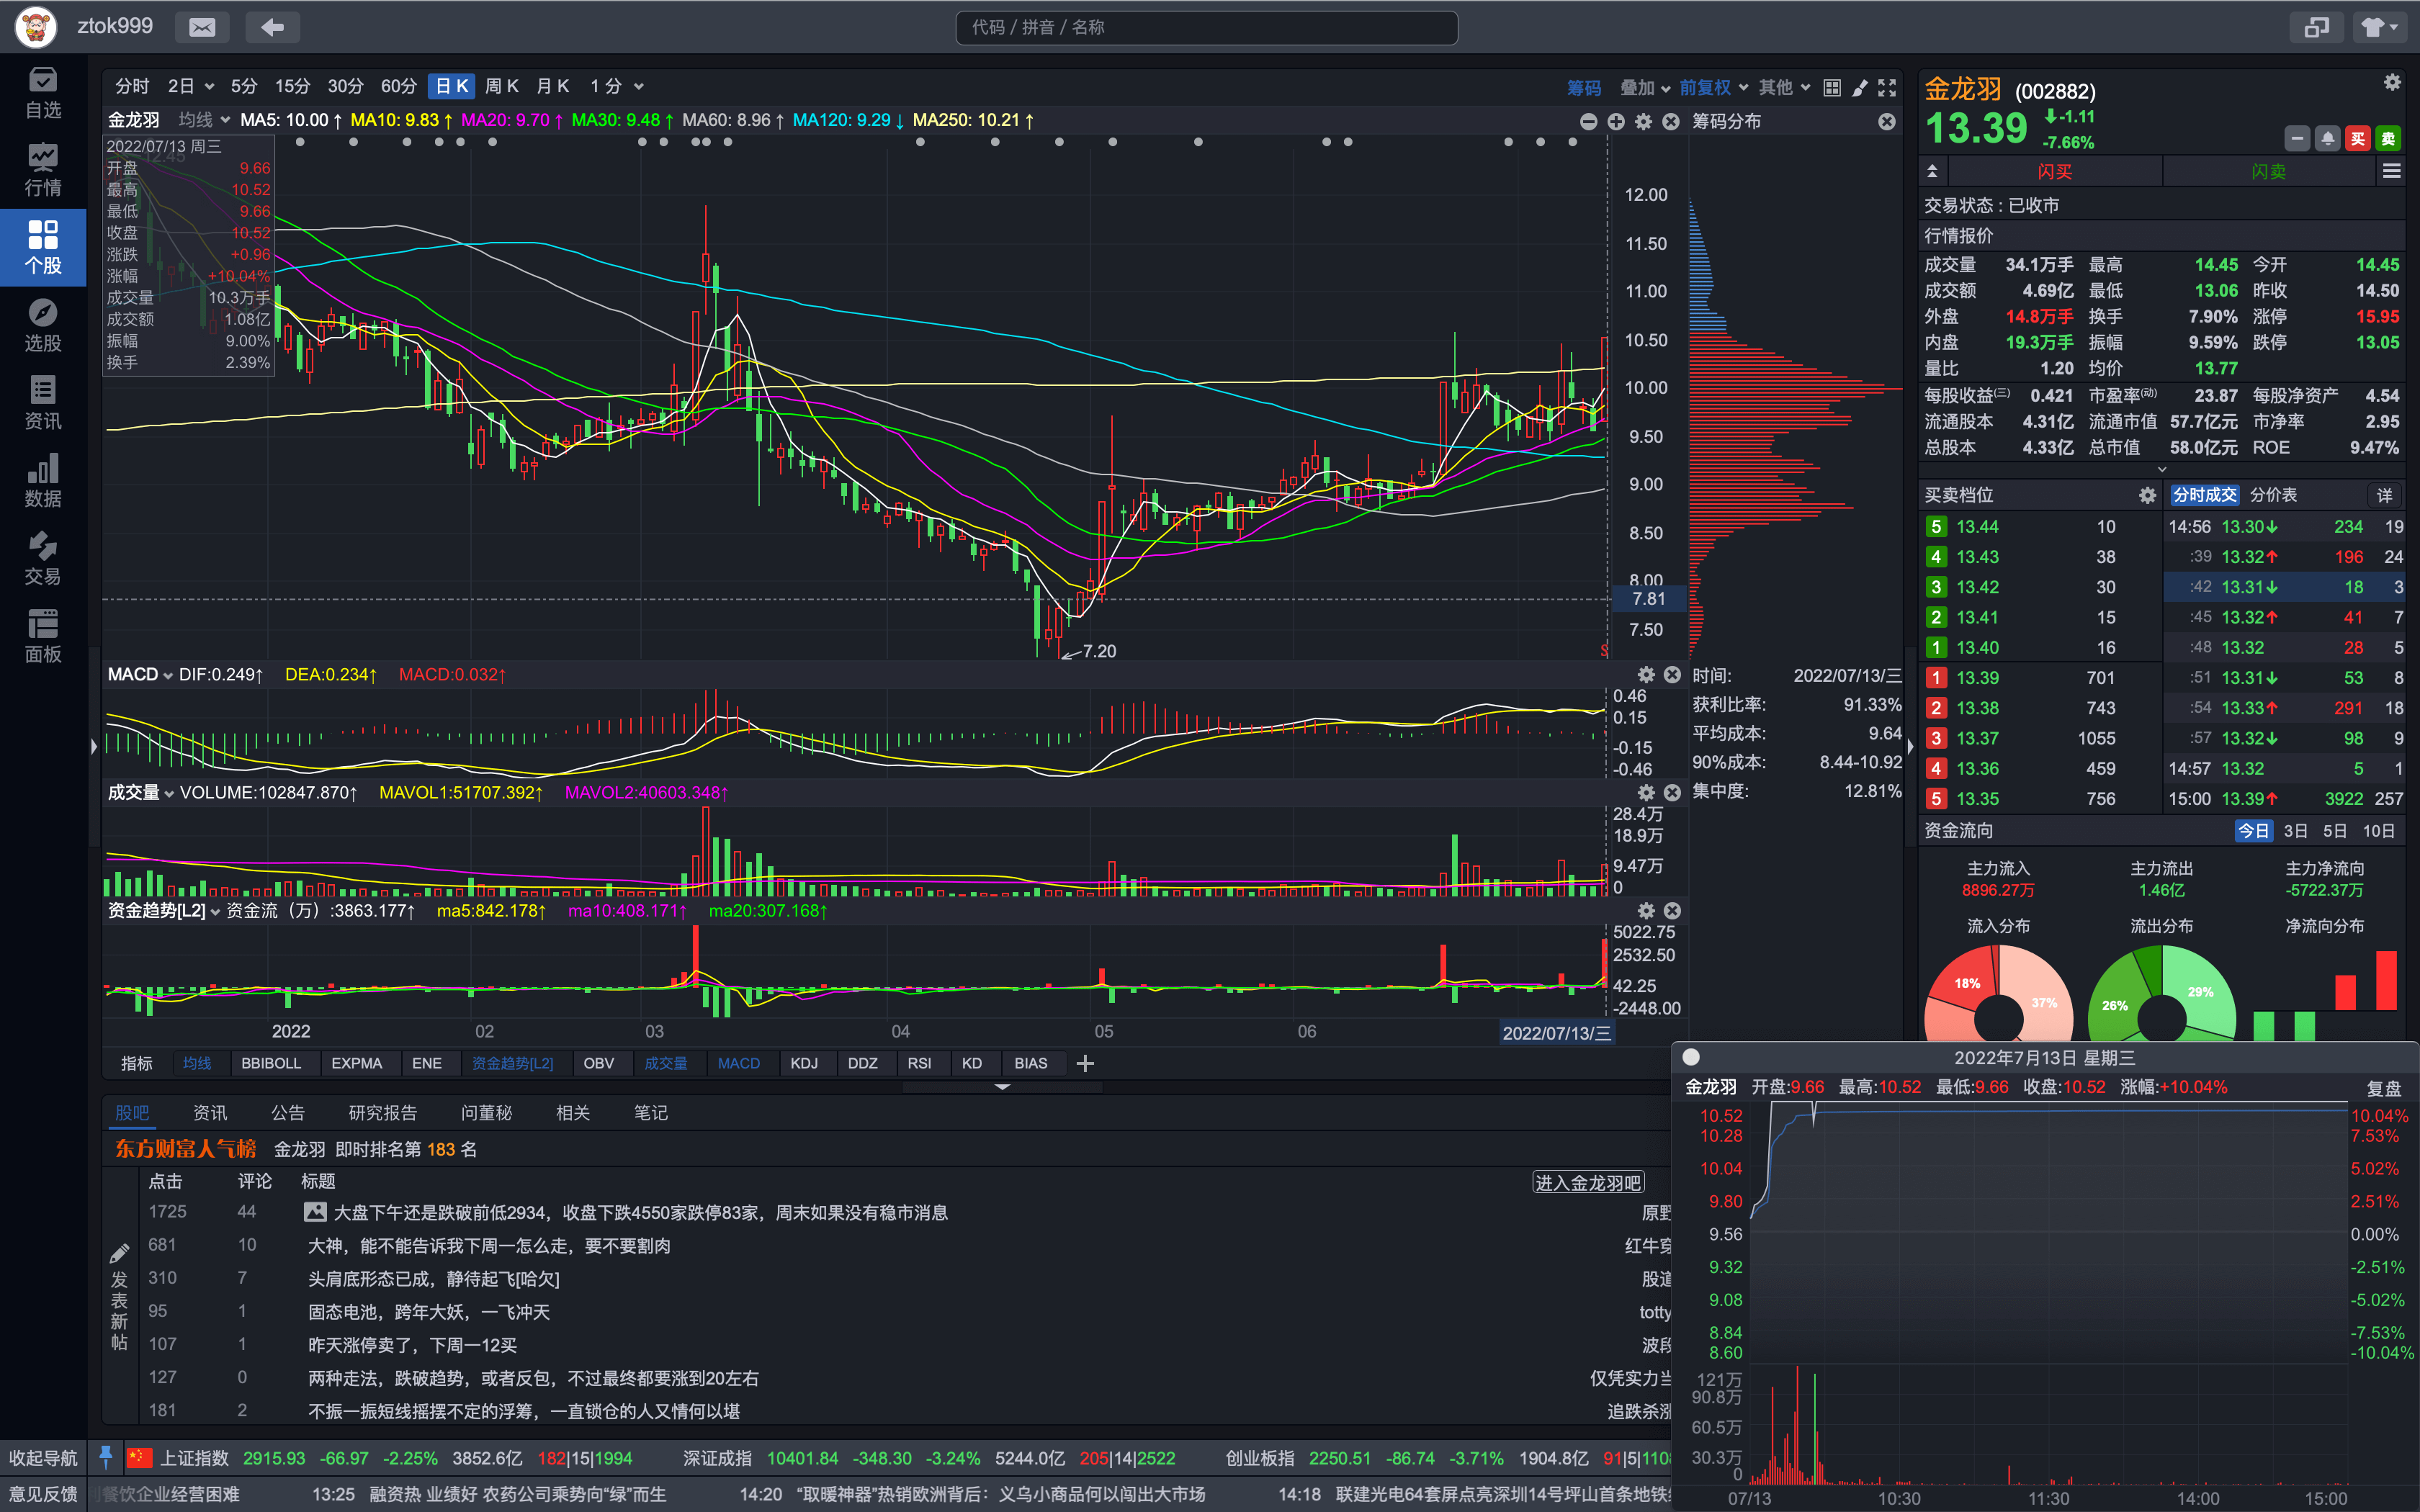 ztok999
代码 / 拼音 / 名称
自选
行情
个股
选股
资讯
数据
交易
面板
收起导航
意见反馈
分时 2日 5分 15分 30分 60分 日K 周K 月K 1分
筹码 叠加 前复权 其他
金龙羽 均线 MA5: 10.00↑ MA10: 9.83↑ MA20: 9.70↑ MA30: 9.48↑ MA60: 8.96↑ MA120: 9.29↓ MA250: 10.21↑
筹码分布
2022/07/13 周三
12.45
开盘 9.66
最高 10.52
最低 9.66
收盘 10.52
涨跌 +0.96
涨幅 +10.04%
成交量 10.3万手
成交额 1.08亿
振幅 9.00%
换手 2.39%
12.00
11.50
11.00
10.50
10.00
9.50
9.00
8.50
8.00
7.81
7.50
7.20
S
MACD DIF:0.249↑ DEA:0.234↑ MACD:0.032↑
0.46
0.15
-0.15
-0.46
成交量 VOLUME:102847.870↑ MAVOL1:51707.392↑ MAVOL2:40603.348↑
28.4万
18.9万
9.47万
0
资金趋势[L2] 资金流（万）:3863.177↑ ma5:842.178↑ ma10:408.171↑ ma20:307.168↑
5022.75
2532.50
42.25
-2448.00
2022 02 03 04 05 06 2022/07/13/三
时间: 2022/07/13/三
获利比率: 91.33%
平均成本: 9.64
90%成本: 8.44-10.92
集中度: 12.81%
指标 均线 BBIBOLL EXPMA ENE 资金趋势[L2] OBV 成交量 MACD KDJ DDZ RSI KD BIAS
股吧 资讯 公告 研究报告 问董秘 相关 笔记
东方财富人气榜 金龙羽 即时排名第 183 名
点击 评论 标题 进入金龙羽吧
发表新帖
1725 44 大盘下午还是跌破前低2934，收盘下跌4550家跌停83家，周末如果没有稳市消息 原野
681 10 大神，能不能告诉我下周一怎么走，要不要割肉 红牛穿
310 7 头肩底形态已成，静待起飞[哈欠] 股道
95 1 固态电池，跨年大妖，一飞冲天 totty
107 1 昨天涨停卖了，下周一12买 波段
127 0 两种走法，跌破趋势，或者反包，不过最终都要涨到20左右 仅凭实力当
181 2 不振一振短线摇摆不定的浮筹，一直锁仓的人又情何以堪 追跌杀涨
金龙羽 (002882)
13.39 -1.11
-7.66%
买 卖
闪买 闪卖
交易状态：已收市
行情报价
成交量 34.1万手 最高 14.45 今开 14.45
成交额 4.69亿 最低 13.06 昨收 14.50
外盘 14.8万手 换手 7.90% 涨停 15.95
内盘 19.3万手 振幅 9.59% 跌停 13.05
量比 1.20 均价 13.77
每股收益(三) 0.421 市盈率(动) 23.87 每股净资产 4.54
流通股本 4.31亿 流通市值 57.7亿元 市净率 2.95
总股本 4.33亿 总市值 58.0亿元 ROE 9.47%
买卖档位 分时成交 分价表 详
5 13.44 10 14:56 13.30↓ 234 19
4 13.43 38 :39 13.32↑ 196 24
3 13.42 30 :42 13.31↓ 18 3
2 13.41 15 :45 13.32↑ 41 7
1 13.40 16 :48 13.32 28 5
1 13.39 701 :51 13.31↓ 53 8
2 13.38 743 :54 13.33↑ 291 18
3 13.37 1055 :57 13.32↓ 98 9
4 13.36 459 14:57 13.32 5 1
5 13.35 756 15:00 13.39↑ 3922 257
资金流向 今日 3日 5日 10日
主力流入 主力流出 主力净流向
8896.27万 1.46亿 -5722.37万
流入分布 流出分布 净流向分布
18% 37% 26% 29%
2022年7月13日 星期三
金龙羽 开盘:9.66 最高:10.52 最低:9.66 收盘:10.52 涨幅:+10.04% 复盘
10.52 10.04%
10.28 7.53%
10.04 5.02%
9.80 2.51%
9.56 0.00%
9.32 -2.51%
9.08 -5.02%
8.84 -7.53%
8.60 -10.04%
121万
90.8万
60.5万
30.3万
0
07/13 10:30 11:30 14:00 15:00
上证指数 2915.93 -66.97 -2.25% 3852.6亿 182|15|1994 深证成指 10401.84 -348.30 -3.24% 5244.0亿 205|14|2522 创业板指 2250.51 -86.74 -3.71% 1904.8亿 91|5|110
餐饮企业经营困难 13:25 融资热 业绩好 农药公司乘势向“绿”而生 14:20 “取暖神器”热销欧洲背后：义乌小商品何以闯出大市场 14:18 联建光电64套屏点亮深圳14号坪山首条地铁